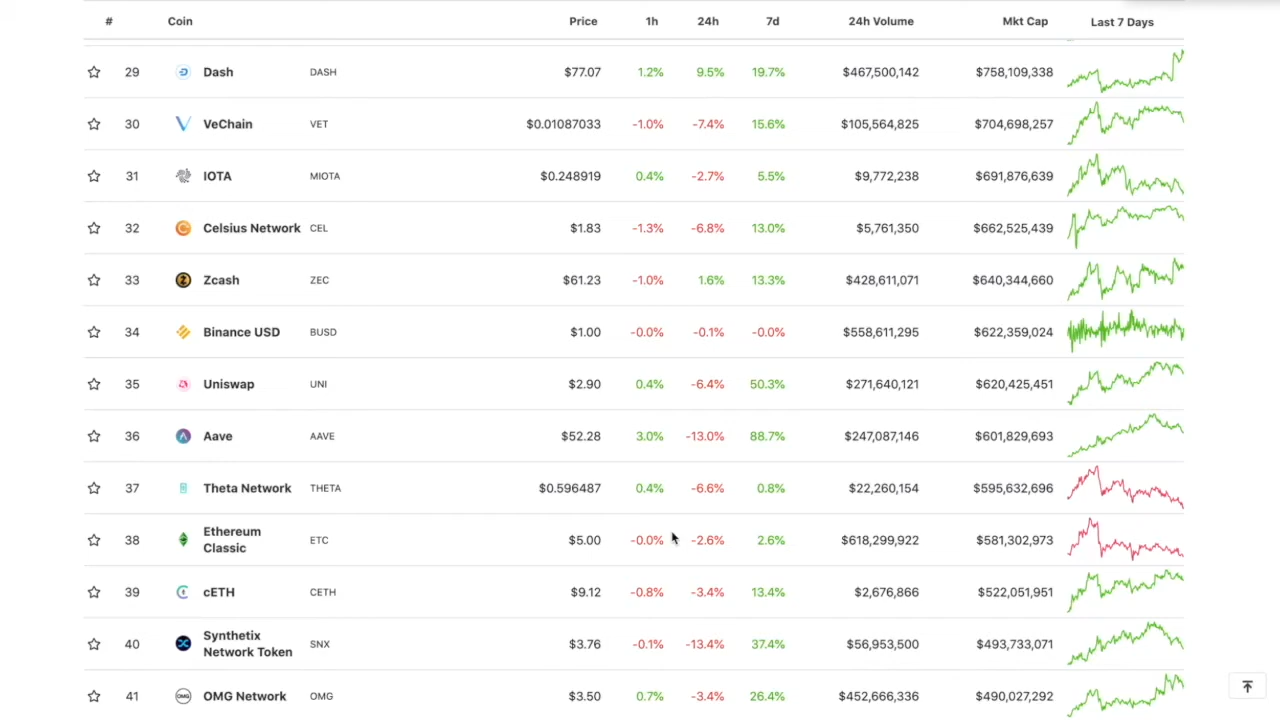 # Coin Price 1h 24h 7d 24h Volume Mkt Cap Last 7 Days
29 Dash DASH $77.07 1.2% 9.5% 19.7% $467,500,142 $758,109,338
30 VeChain VET $0.01087033 -1.0% -7.4% 15.6% $105,564,825 $704,698,257
31 IOTA MIOTA $0.248919 0.4% -2.7% 5.5% $9,772,238 $691,876,639
32 Celsius Network CEL $1.83 -1.3% -6.8% 13.0% $5,761,350 $662,525,439
33 Zcash ZEC $61.23 -1.0% 1.6% 13.3% $428,611,071 $640,344,660
34 Binance USD BUSD $1.00 -0.0% -0.1% -0.0% $558,611,295 $622,359,024
35 Uniswap UNI $2.90 0.4% -6.4% 50.3% $271,640,121 $620,425,451
36 Aave AAVE $52.28 3.0% -13.0% 88.7% $247,087,146 $601,829,693
37 Theta Network THETA $0.596487 0.4% -6.6% 0.8% $22,260,154 $595,632,696
38 Ethereum
Classic ETC $5.00 -0.0% -2.6% 2.6% $618,299,922 $581,302,973
39 cETH CETH $9.12 -0.8% -3.4% 13.4% $2,676,866 $522,051,951
40 Synthetix
Network Token SNX $3.76 -0.1% -13.4% 37.4% $56,953,500 $493,733,071
41 OMG OMG Network OMG $3.50 0.7% -3.4% 26.4% $452,666,336 $490,027,292